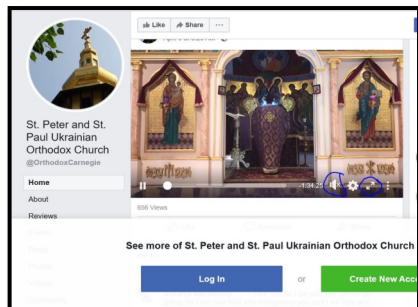 Like Share ...
St. Peter and St.
Paul Ukrainian
Orthodox Church
@OrthodoxCarnegie
-1:34:25
Home
656 Views
About
Reviews
See more of St. Peter and St. Paul Ukrainian Orthodox Church
Log In or Create New Acc